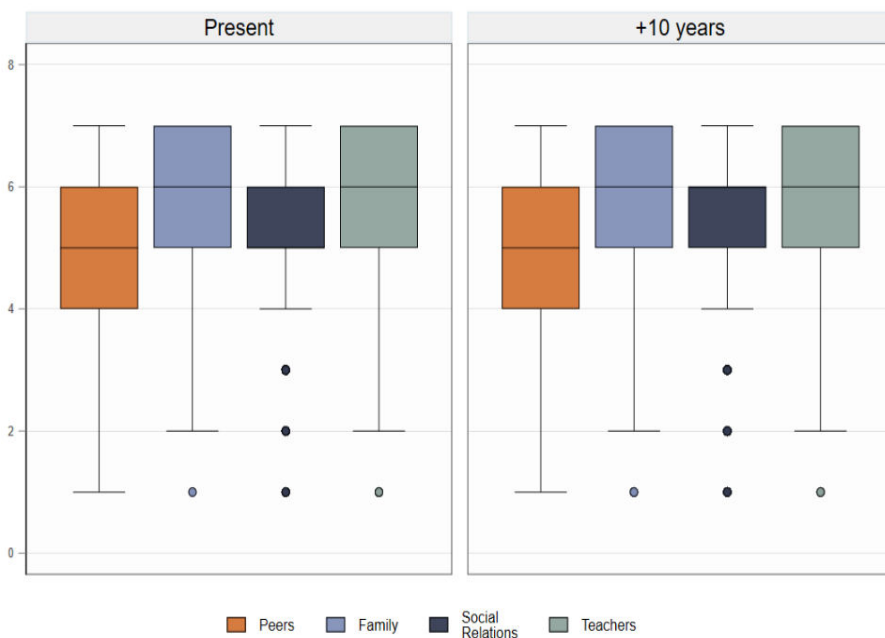 Present
+10 years
8
6
4
2
0
Peers
Family
Social
Relations
Teachers